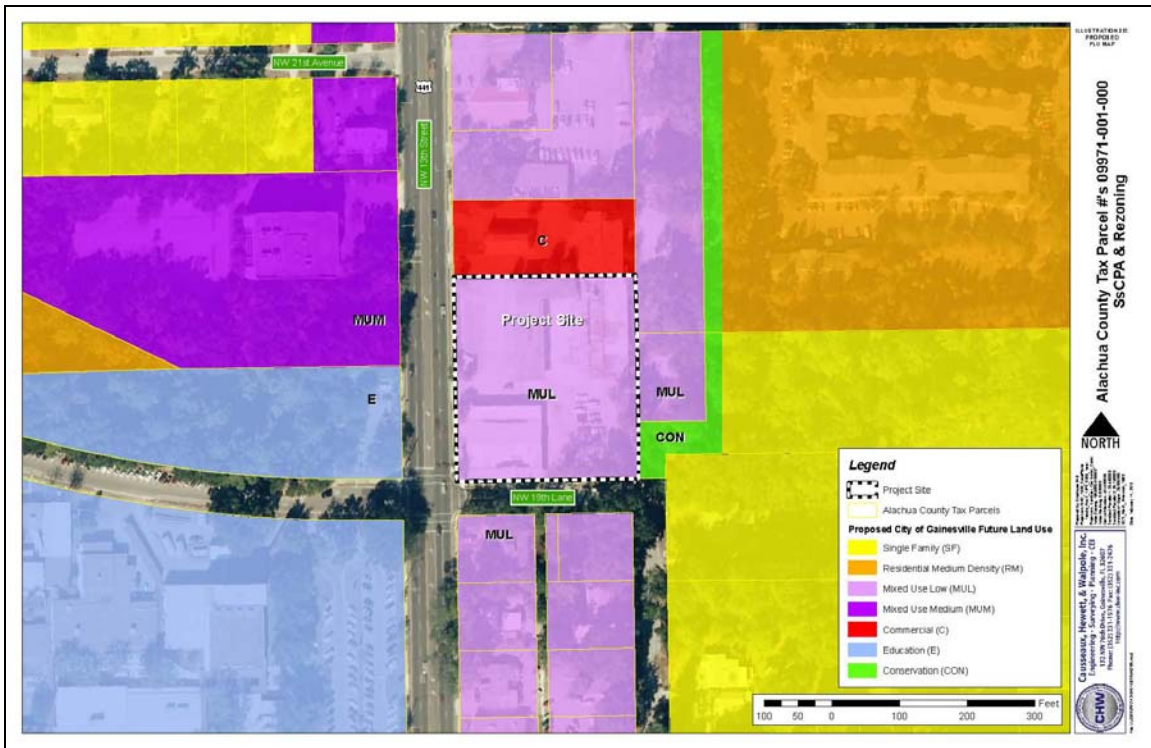 NW 21st Avenue
441
NW 13th Street
C
Project Site
MUM
MUL
MUL
E
CON
NW 19th Lane
MUL
Legend
Project Site
Alachua County Tax Parcels
Proposed City of Gainesville Future Land Use
Single Family (SF)
Residential Medium Density (RM)
Mixed Use Low (MUL)
Mixed Use Medium (MUM)
Commercial (C)
Education (E)
Conservation (CON)
Feet
100 50 0 100 200 300
PROPOSED
FLU MAP
Alachua County Tax Parcel #'s 09971-001-000
SsCPA & Rezoning
NORTH
Causseaux, Hewett, & Walpole, Inc.
Engineering - Surveying - Planning - CEI
CHW